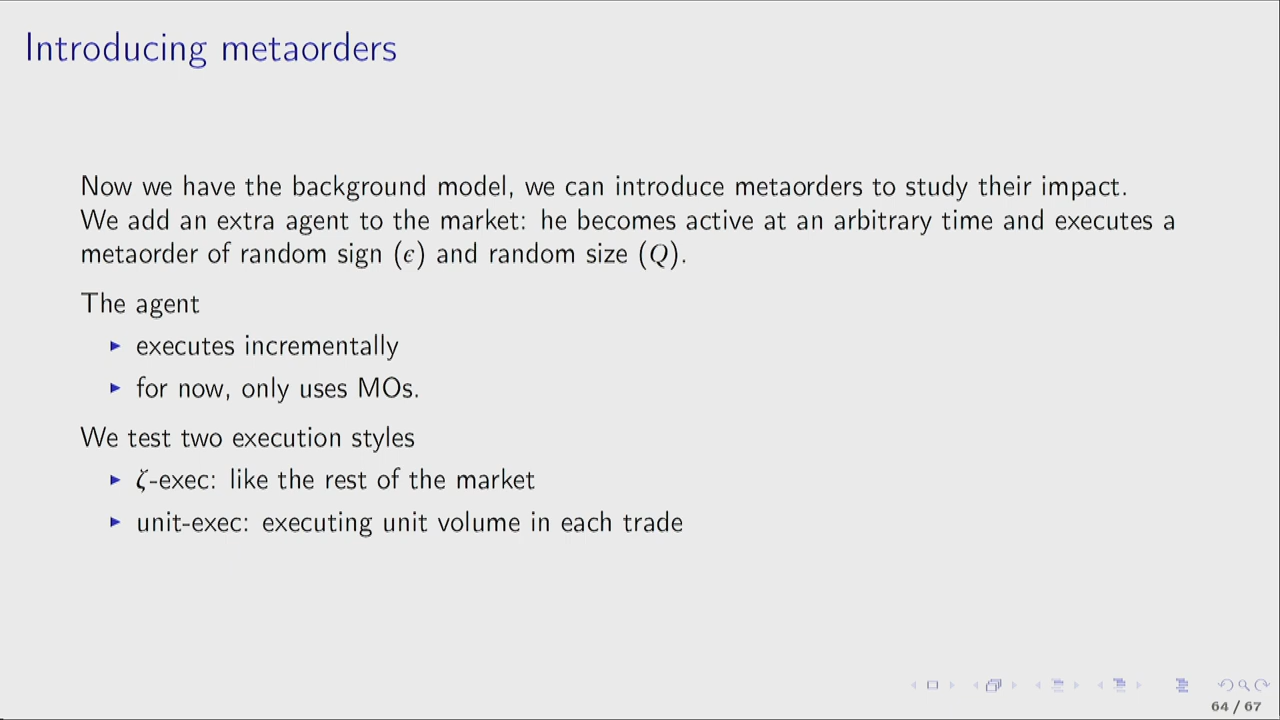 Introducing metaorders
Now we have the background model, we can introduce metaorders to study their impact.
We add an extra agent to the market: he becomes active at an arbitrary time and executes a
metaorder of random sign (ϵ) and random size (Q).
The agent
▶ executes incrementally
▶ for now, only uses MOs.
We test two execution styles
▶ ζ-exec: like the rest of the market
▶ unit-exec: executing unit volume in each trade
64 / 67